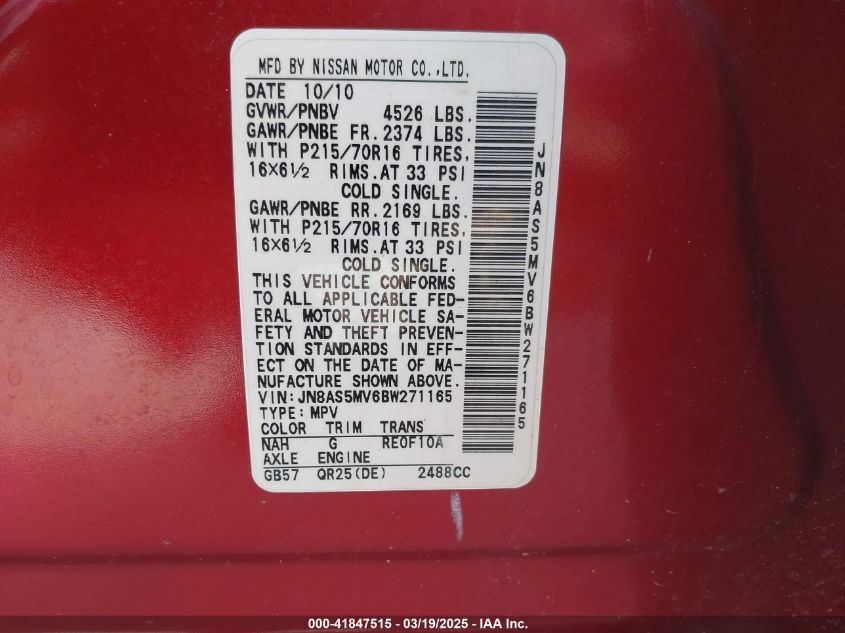 MFD BY NISSAN MOTOR CO.,LTD.
DATE 10/10
GVWR/PNBV 4526 LBS.
GAWR/PNBE FR. 2374 LBS.
WITH P215/70R16 TIRES,
16X6½ RIMS.AT 33 PSI
COLD SINGLE.
GAWR/PNBE RR. 2169 LBS.
WITH P215/70R16 TIRES,
16X6½ RIMS.AT 33 PSI
COLD SINGLE.
THIS VEHICLE CONFORMS
TO ALL APPLICABLE FED-
ERAL MOTOR VEHICLE SA-
FETY AND THEFT PREVEN-
TION STANDARDS IN EFF-
ECT ON THE DATE OF MA-
NUFACTURE SHOWN ABOVE.
VIN: JN8AS5MV6BW271165
TYPE: MPV
COLOR TRIM TRANS
NAH G RE0F10A
AXLE ENGINE
GB57 QR25(DE) 2488CC
JN8AS5MV6BW271165
000-41847515 — 03/19/2025 — IAA Inc.